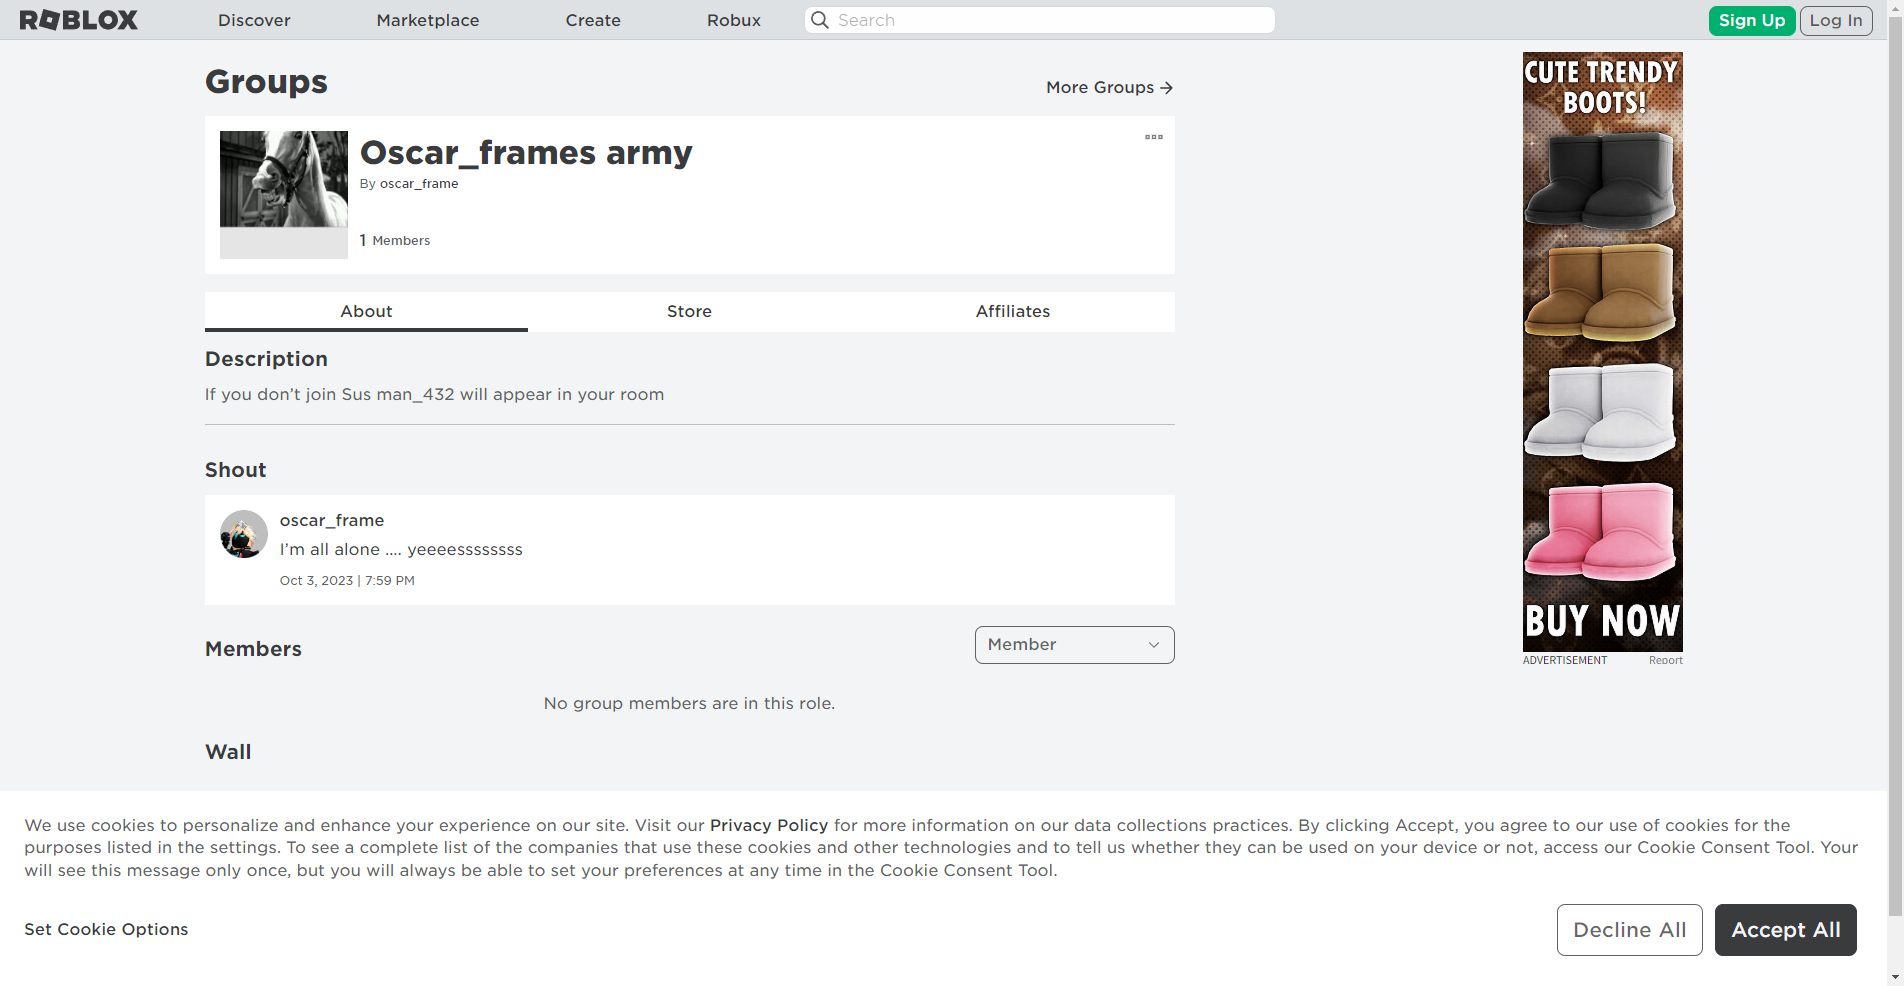 ROBLOX
Discover
Marketplace
Create
Robux
Search
Sign Up
Log In
Groups
More Groups
Oscar_frames army
By oscar_frame
1 Members
About
Store
Affiliates
Description
If you don’t join Sus man_432 will appear in your room
Shout
oscar_frame
I’m all alone .... yeeeessssssss
Oct 3, 2023 | 7:59 PM
Members
Member
No group members are in this role.
Wall
CUTE TRENDY
BOOTS!
BUY NOW
ADVERTISEMENT
Report
We use cookies to personalize and enhance your experience on our site. Visit our Privacy Policy for more information on our data collections practices. By clicking Accept, you agree to our use of cookies for the
purposes listed in the settings. To see a complete list of the companies that use these cookies and other technologies and to tell us whether they can be used on your device or not, access our Cookie Consent Tool. Your
will see this message only once, but you will always be able to set your preferences at any time in the Cookie Consent Tool.
Set Cookie Options
Decline All
Accept All